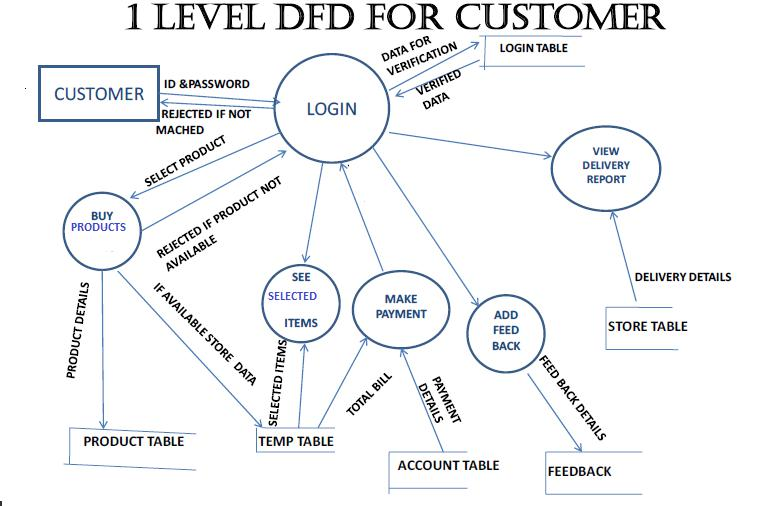 1 LEVEL DFD FOR CUSTOMER
DATA FOR
VERIFICATION
LOGIN TABLE
CUSTOMER
ID &PASSWORD
LOGIN
VERIFIED
DATA
REJECTED IF NOT
MACHED
SELECT PRODUCT
VIEW
DELIVERY
REPORT
BUY
PRODUCTS
REJECTED IF PRODUCT NOT
AVAILABLE
SEE
SELECTED
ITEMS
MAKE
PAYMENT
ADD
FEED
BACK
DELIVERY DETAILS
STORE TABLE
PRODUCT DETAILS
IF AVAILABLE STORE DATA
SELECTED ITEMS
TOTAL BILL
PAYMENT
DETAILS
FEED BACK DETAILS
PRODUCT TABLE
TEMP TABLE
ACCOUNT TABLE
FEEDBACK